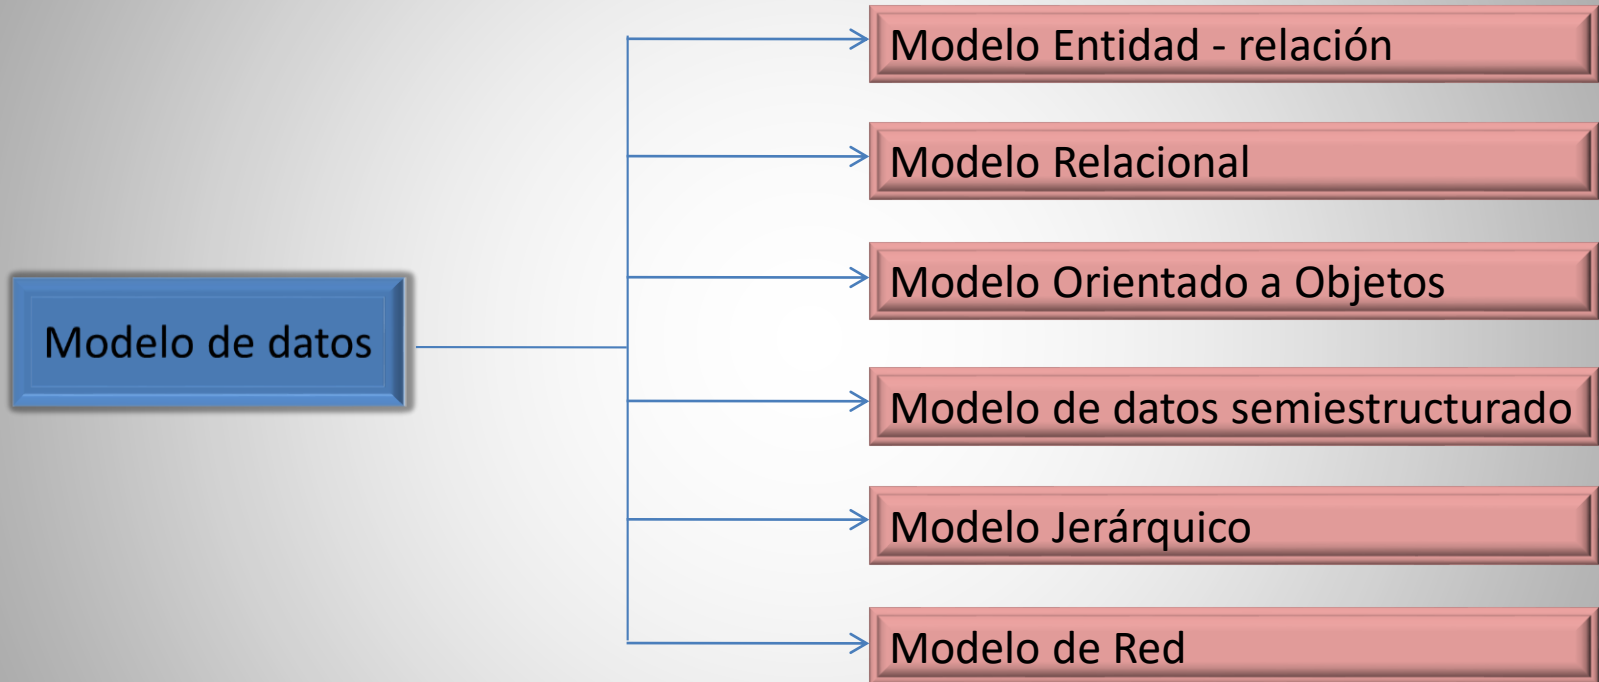 Modelo de datos
Modelo Entidad - relación
Modelo Relacional
Modelo Orientado a Objetos
Modelo de datos semiestructurado
Modelo Jerárquico
Modelo de Red